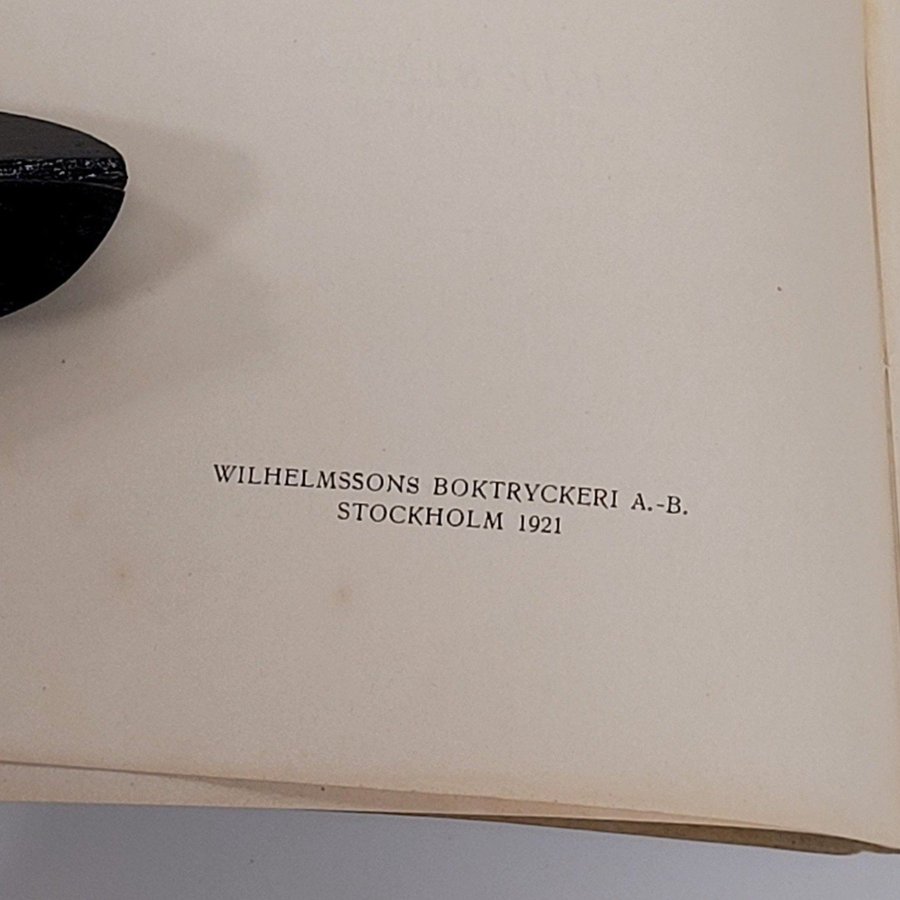 WILHELMSSONS BOKTRYCKERI A.-B.
STOCKHOLM 1921